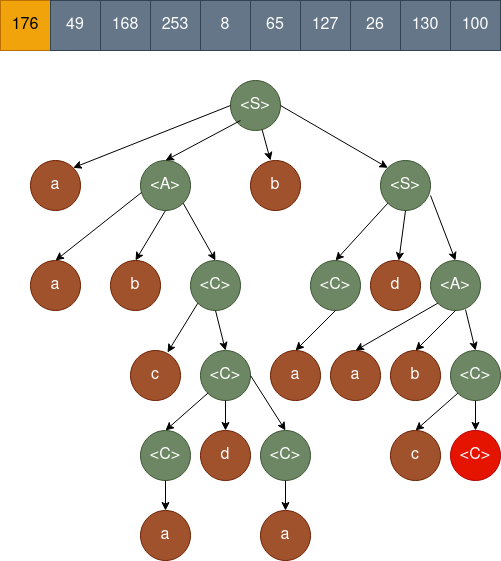 176 49 168 253 8 65 127 26 130 100
<S>
a <A> b <S>
a b <C> <C> d <A>
c <C> a a b <C>
<C> d <C> c <C>
a a